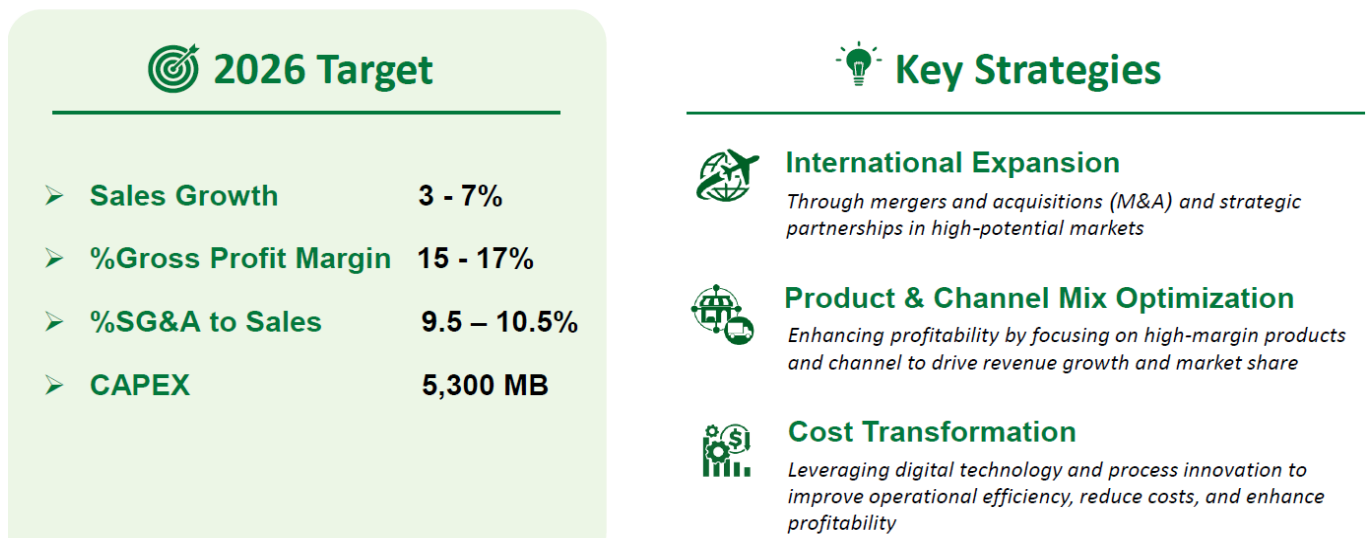 2026 Target
Sales Growth 3 - 7%
%Gross Profit Margin 15 - 17%
%SG&A to Sales 9.5 – 10.5%
CAPEX 5,300 MB
Key Strategies
International Expansion
Through mergers and acquisitions (M&A) and strategic
partnerships in high-potential markets
Product & Channel Mix Optimization
Enhancing profitability by focusing on high-margin products
and channel to drive revenue growth and market share
$
Cost Transformation
Leveraging digital technology and process innovation to
improve operational efficiency, reduce costs, and enhance
profitability